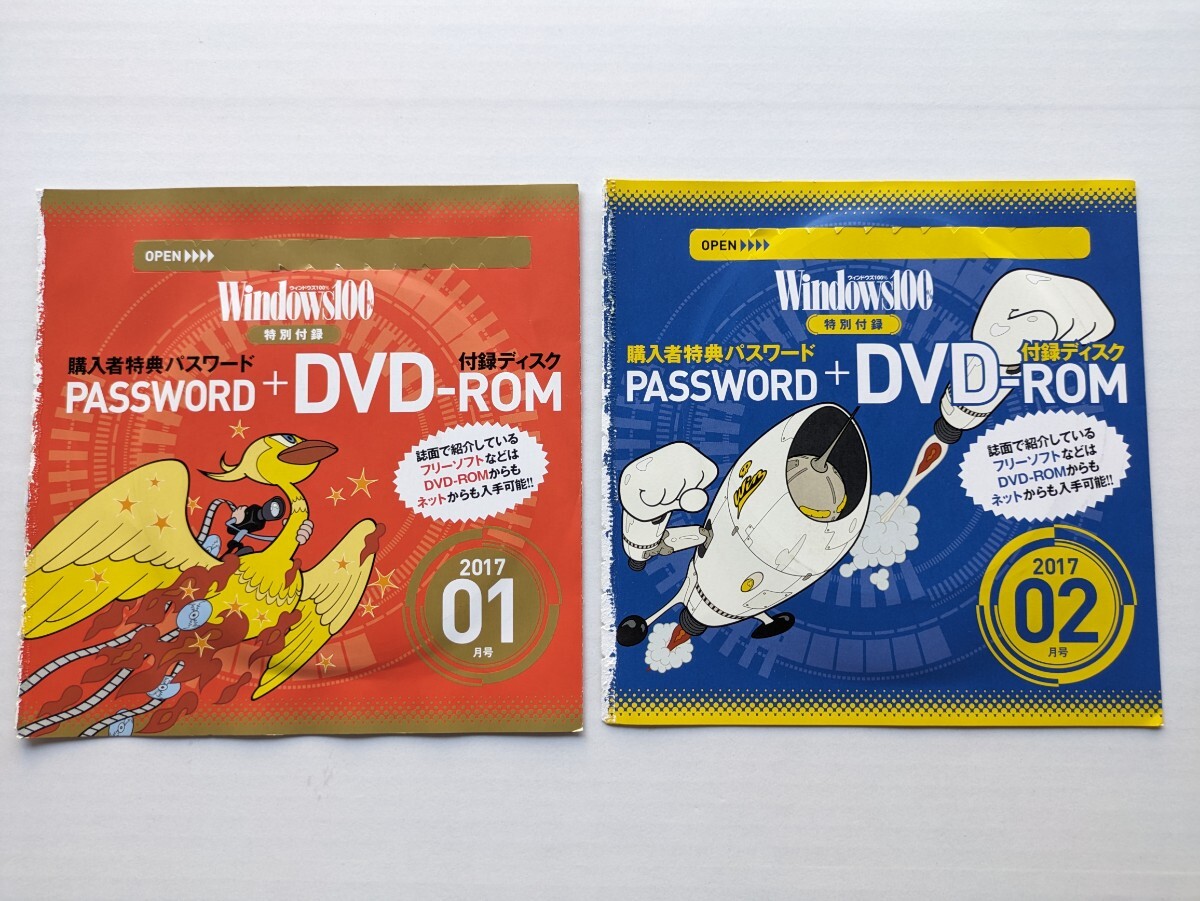 OPEN
ウィンドウズ100%
Windows100
特別付録
購入者特典パスワード
付録ディスク
PASSWORD + DVD-ROM
誌面で紹介している
フリーソフトなどは
DVD-ROMからも
ネットからも入手可能!!
2017
01
月号
OPEN
ウィンドウズ100%
Windows100
特別付録
購入者特典パスワード
付録ディスク
PASSWORD + DVD-ROM
誌面で紹介している
フリーソフトなどは
DVD-ROMからも
ネットからも入手可能!!
2017
02
月号